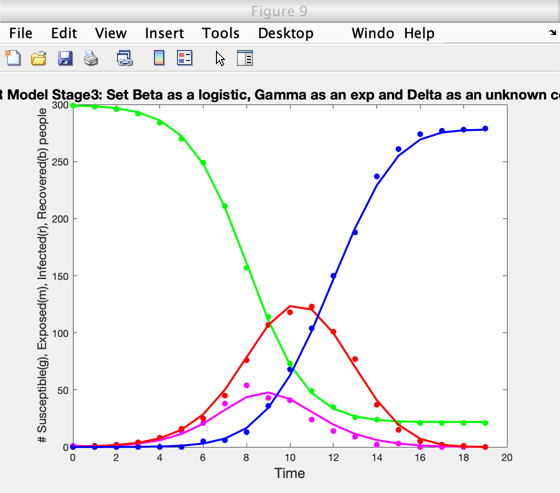 Figure 9
File Edit View Insert Tools Desktop Windo Help
R Model Stage3: Set Beta as a logistic, Gamma as an exp and Delta as an unknown co
# Susceptible(g), Exposed(m), Infected(r), Recovered(b) people
300
250
200
150
100
50
0
0 2 4 6 8 10 12 14 16 18 20
Time